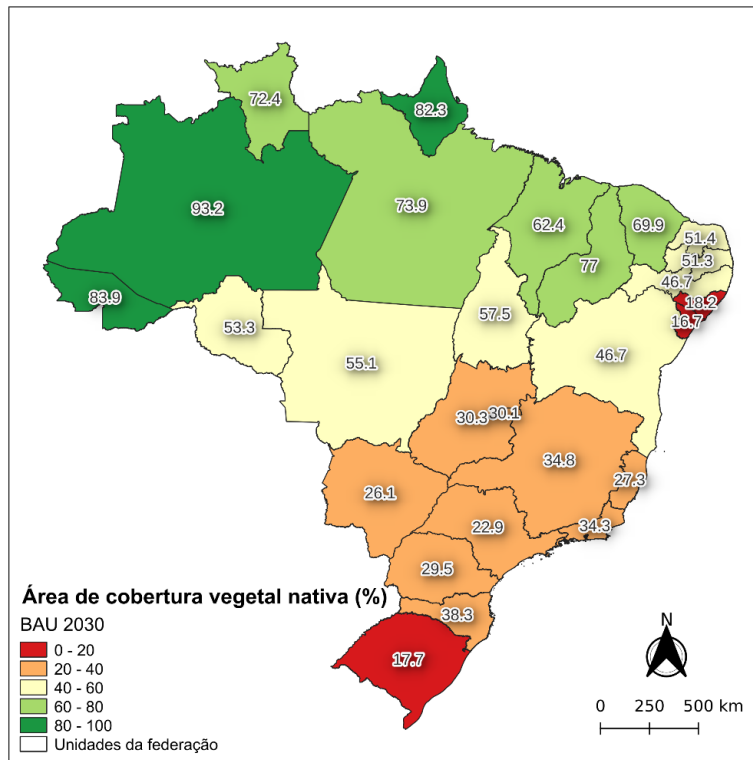 72.4
82.3
93.2
73.9
62.4
69.9
51.4
51.3
77
46.7
83.9
18.2
16.7
53.3
57.5
55.1
46.7
30.3
30.1
34.8
27.3
26.1
22.9
34.3
29.5
38.3
17.7
Área de cobertura vegetal nativa (%)
BAU 2030
0 - 20
20 - 40
40 - 60
60 - 80
80 - 100
Unidades da federação
N
0 250 500 km